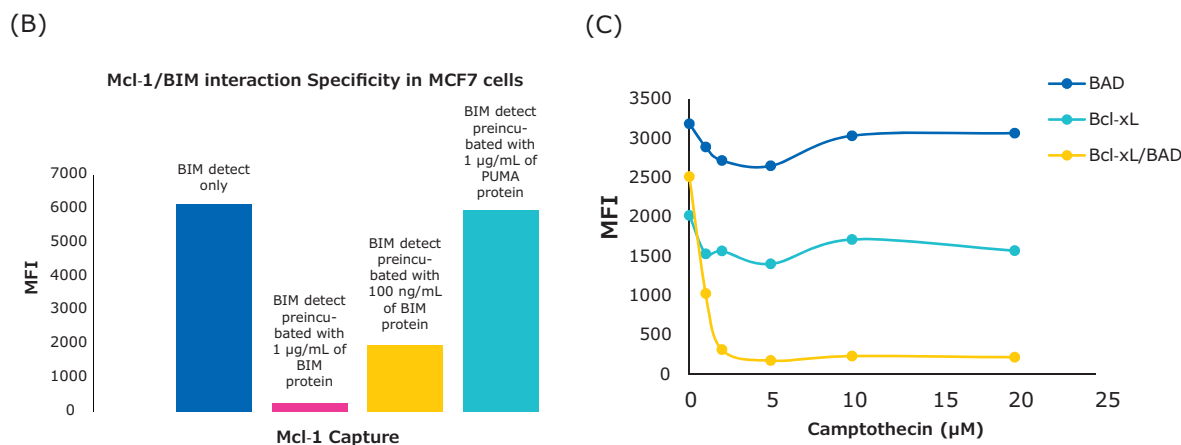 (B)
Mcl-1/BIM interaction Specificity in MCF7 cells
MFI
7000
6000
5000
4000
3000
2000
1000
0
BIM detect
only
BIM detect
preincu-
bated with
1 µg/mL of
BIM
protein
BIM detect
preincu-
bated with
100 ng/mL
of BIM
protein
BIM detect
preincu-
bated with
1 µg/mL of
PUMA
protein
Mcl-1 Capture
(C)
MFI
3500
3000
2500
2000
1500
1000
500
0
0
5
10
15
20
25
Camptothecin (µM)
BAD
Bcl-xL
Bcl-xL/BAD